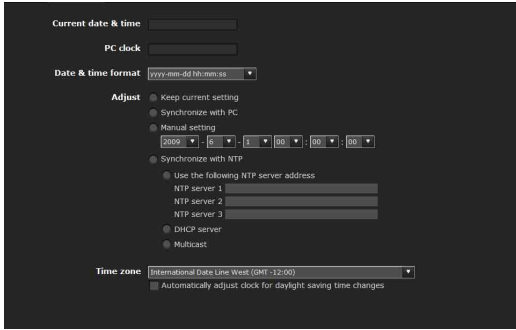 Current date & time
PC clock
Date & time format yyyy-mm-dd hh:mm:ss
Adjust Keep current setting
Synchronize with PC
Manual setting
2009 - 6 - 1 00 : 00 : 00
Synchronize with NTP
Use the following NTP server address
NTP server 1
NTP server 2
NTP server 3
DHCP server
Multicast
Time zone International Date Line West (GMT -12:00)
Automatically adjust clock for daylight saving time changes